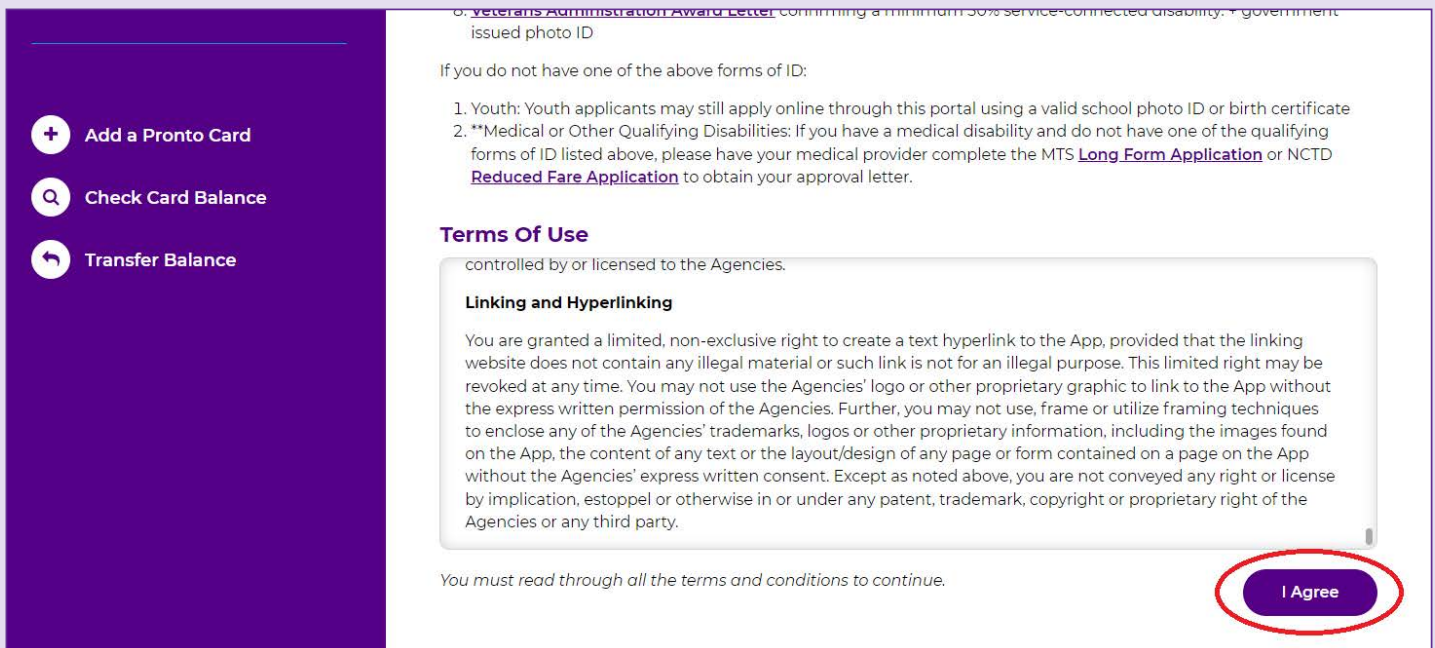 Add a Pronto Card
Check Card Balance
Transfer Balance
8. Veterans Administration Award Letter confirming a minimum 50% service-connected disability. + government
issued photo ID
If you do not have one of the above forms of ID:
1. Youth: Youth applicants may still apply online through this portal using a valid school photo ID or birth certificate
2. **Medical or Other Qualifying Disabilities: If you have a medical disability and do not have one of the qualifying
forms of ID listed above, please have your medical provider complete the MTS Long Form Application or NCTD
Reduced Fare Application to obtain your approval letter.
Terms Of Use
controlled by or licensed to the Agencies.
Linking and Hyperlinking
You are granted a limited, non-exclusive right to create a text hyperlink to the App, provided that the linking
website does not contain any illegal material or such link is not for an illegal purpose. This limited right may be
revoked at any time. You may not use the Agencies' logo or other proprietary graphic to link to the App without
the express written permission of the Agencies. Further, you may not use, frame or utilize framing techniques
to enclose any of the Agencies' trademarks, logos or other proprietary information, including the images found
on the App, the content of any text or the layout/design of any page or form contained on a page on the App
without the Agencies' express written consent. Except as noted above, you are not conveyed any right or license
by implication, estoppel or otherwise in or under any patent, trademark, copyright or proprietary right of the
Agencies or any third party.
You must read through all the terms and conditions to continue.
I Agree